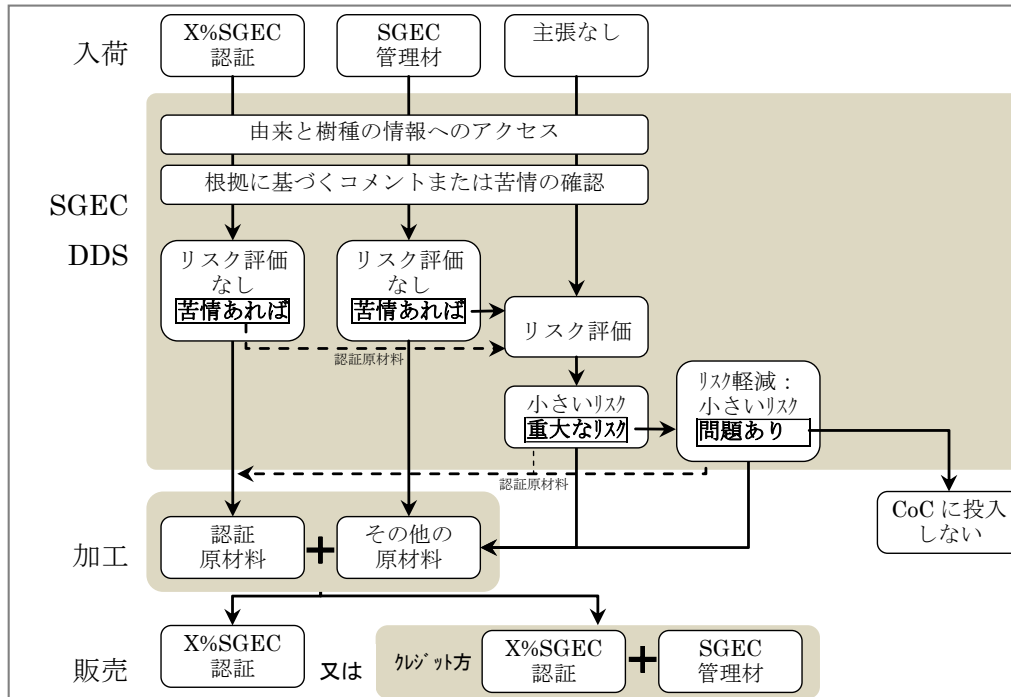 入荷
X%SGEC
認証
SGEC
管理材
主張なし
由来と樹種の情報へのアクセス
根拠に基づくコメントまたは苦情の確認
SGEC
DDS
リスク評価
なし
苦情あれば
リスク評価
なし
苦情あれば
リスク評価
認証原材料
小さいリスク
重大なリスク
リスク軽減：
小さいリスク
問題あり
認証原材料
CoC に投入
しない
加工
認証
原材料
+
その他の
原材料
販売
X%SGEC
認証
又は
クレジット方
X%SGEC
認証
+
SGEC
管理材